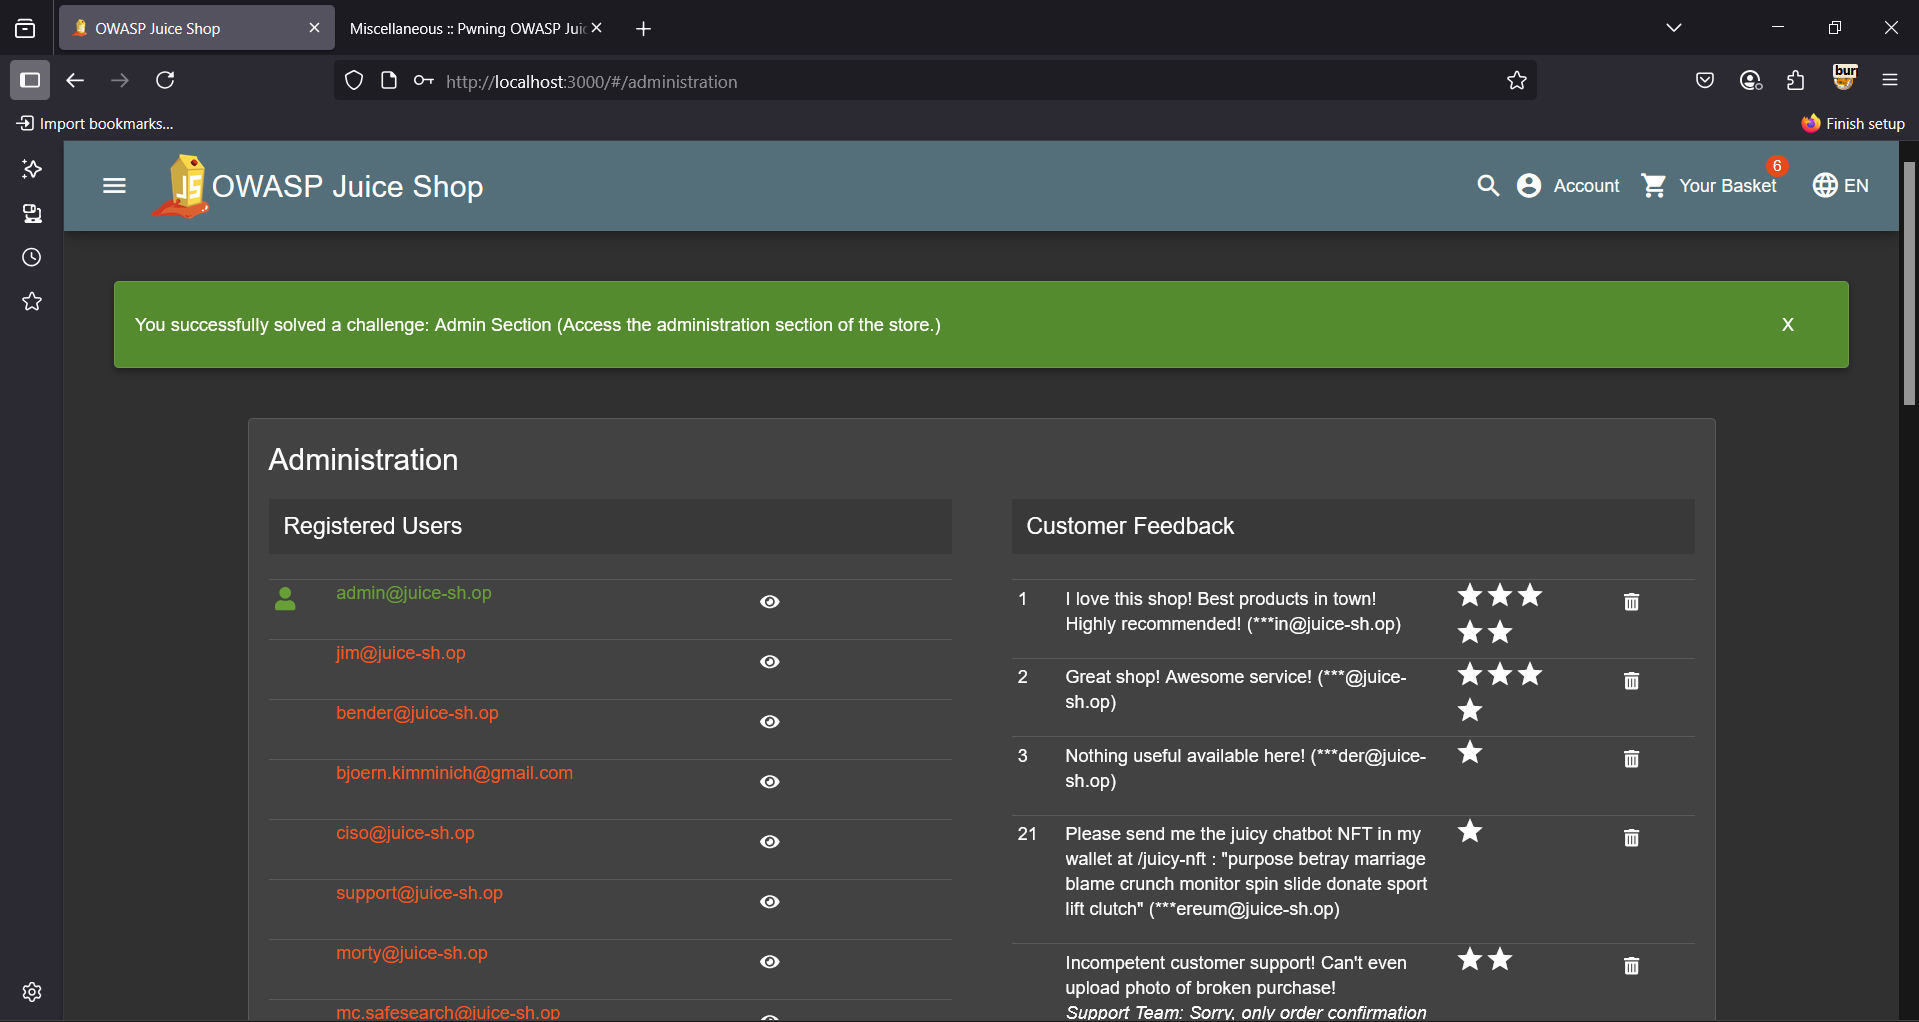 OWASP Juice Shop
Miscellaneous :: Pwning OWASP Jui
http://localhost:3000/#/administration
bur
Import bookmarks...
Finish setup
JS
OWASP Juice Shop
Account
Your Basket
6
EN
You successfully solved a challenge: Admin Section (Access the administration section of the store.)
X
Administration
Registered Users
admin@juice-sh.op
jim@juice-sh.op
bender@juice-sh.op
bjoern.kimminich@gmail.com
ciso@juice-sh.op
support@juice-sh.op
morty@juice-sh.op
mc.safesearch@juice-sh.op
Customer Feedback
1
I love this shop! Best products in town!
Highly recommended! (***in@juice-sh.op)
2
Great shop! Awesome service! (***@juice-
sh.op)
3
Nothing useful available here! (***der@juice-
sh.op)
21
Please send me the juicy chatbot NFT in my
wallet at /juicy-nft : "purpose betray marriage
blame crunch monitor spin slide donate sport
lift clutch" (***ereum@juice-sh.op)
Incompetent customer support! Can't even
upload photo of broken purchase!
Support Team: Sorry, only order confirmation